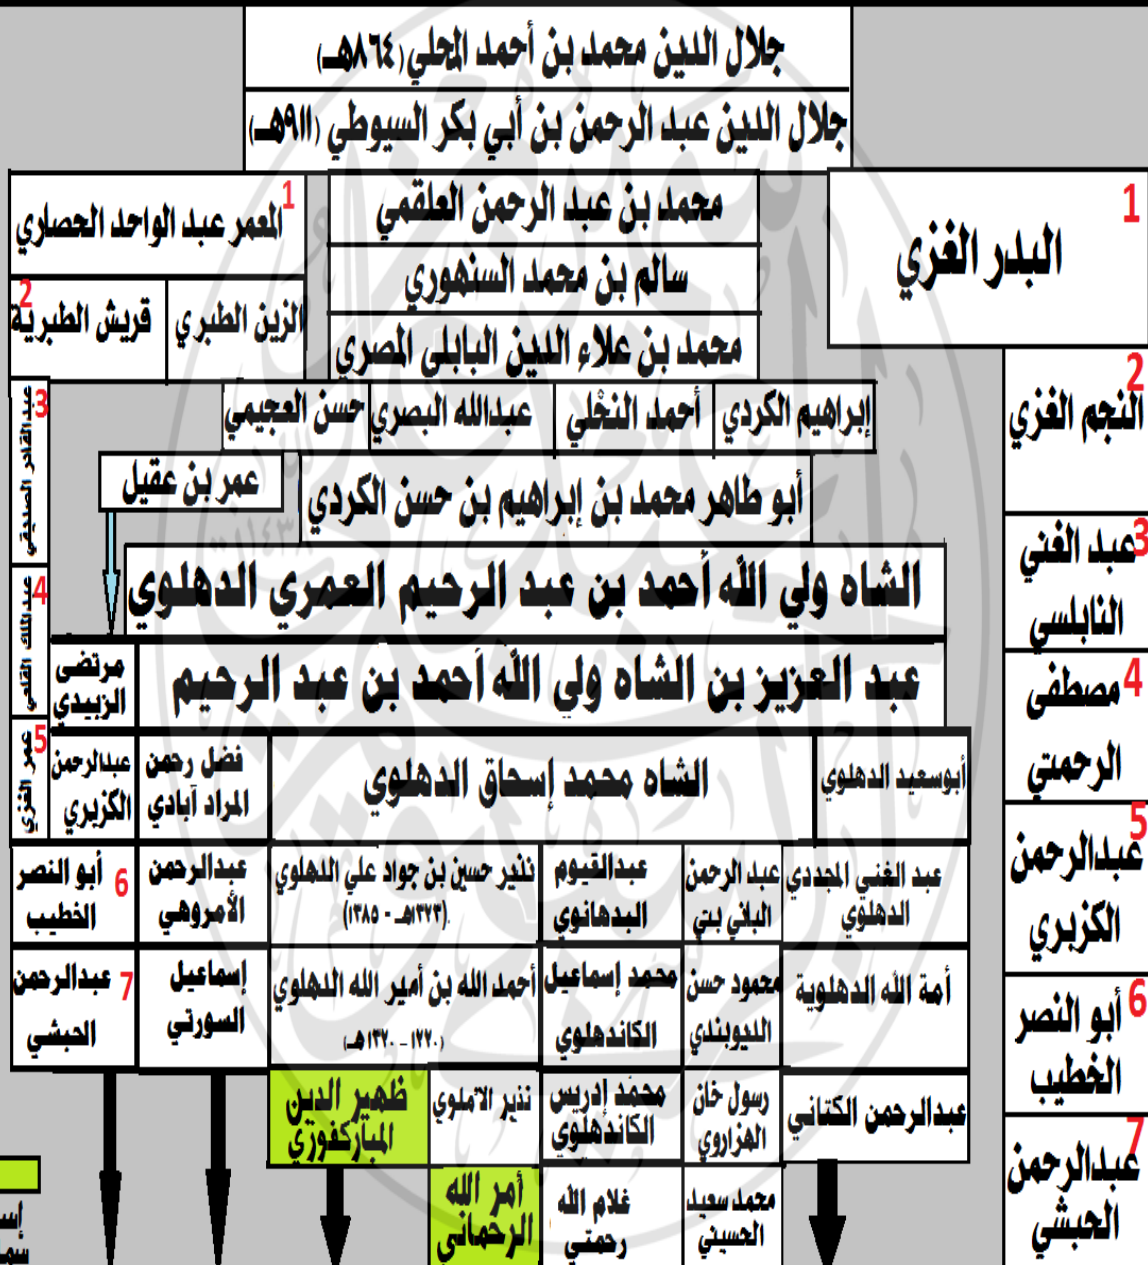 جلال الدين محمد بن أحمد المحلي (٨٦٤هـ)
جلال الدين عبد الرحمن بن أبي بكر السيوطي (٩١١هـ)
1
البدر الغزي
محمد بن عبد الرحمن العلقمي
سالم بن محمد السنهوري
محمد بن علاء الدين البابلي المصري
1
المعمر عبد الواحد الحصاري
الزين الطبري
2
قريش الطبرية
2
النجم الغزي
3
عبد الغني
النابلسي
4
مصطفى
الرحمتي
5
عبدالرحمن
الكزبري
6
أبو النصر
الخطيب
7
عبدالرحمن
الحبشي
إبراهيم الكردي
أحمد النخلي
عبدالله البصري
حسن العجيمي
أبو طاهر محمد بن إبراهيم بن حسن الكردي
عمر بن عقيل
3
عبدالقادر الصديقي
4
عبدالملك القلعي
5
عمر الغزي
الشاه ولي الله أحمد بن عبد الرحيم العمري الدهلوي
عبد العزيز بن الشاه ولي الله أحمد بن عبد الرحيم
مرتضى
الزبيدي
أبوسعيد الدهلوي
الشاه محمد إسحاق الدهلوي
فضل رحمن
المراد آبادي
عبدالرحمن
الكزبري
عبد الغني المجددي
الدهلوي
عبد الرحمن
الباني بتي
عبدالقيوم
البدهانوي
نذير حسين بن جواد علي الدهلوي
(١٣٧٣هـ - ١٣٨٥)
عبدالرحمن
الأمروهي
6
أبو النصر
الخطيب
أمة الله الدهلوية
محمود حسن
الديوبندي
محمد إسماعيل
الكاندهلوي
أحمد الله بن أمير الله الدهلوي
(١٢٢٠ – ١٣٧٠هـ)
إسماعيل
السورتي
7
عبدالرحمن
الحبشي
عبدالرحمن الكتاني
رسول خان
الهزاروي
محمد إدريس
الكاندهلوي
نذير الاملوي
ظهير الدين
المباركفوري
محمد سعيد
الحسيني
غلام الله
رحمتي
أمر الله
الرحماني